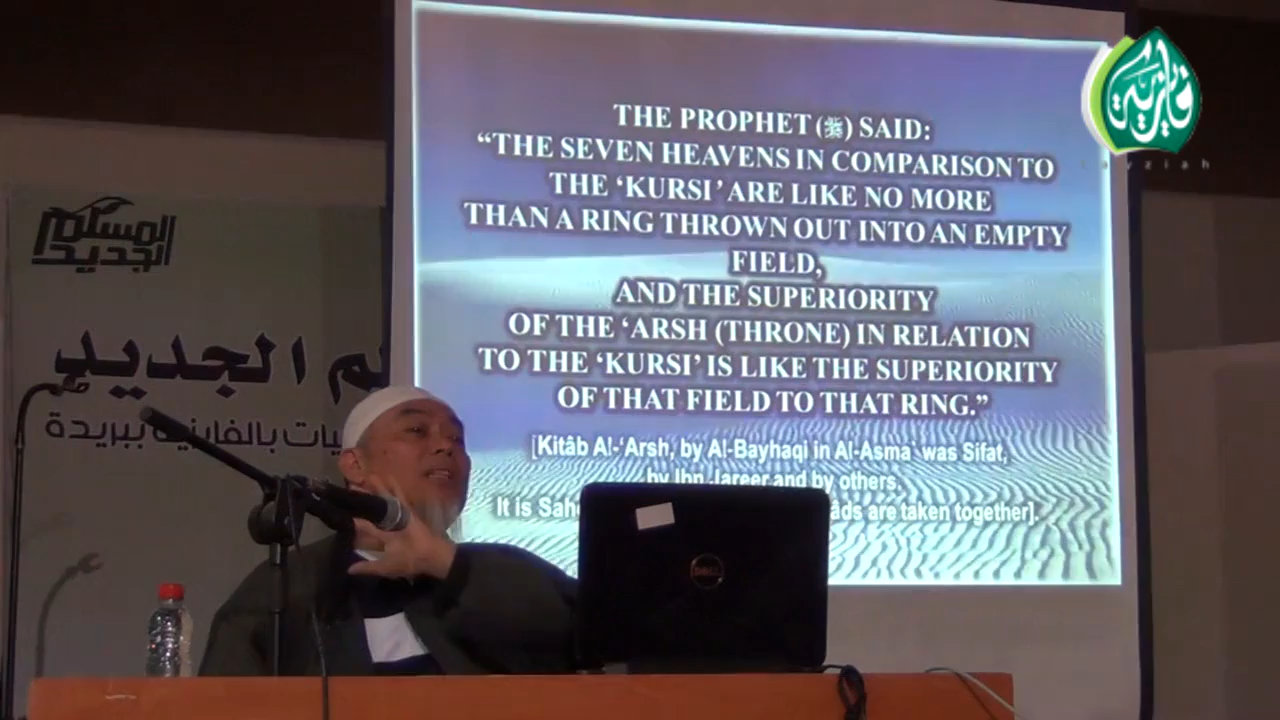 THE PROPHET (ﷺ) SAID:
“THE SEVEN HEAVENS IN COMPARISON TO
THE ‘KURSI’ ARE LIKE NO MORE
THAN A RING THROWN OUT INTO AN EMPTY
FIELD,
AND THE SUPERIORITY
OF THE ‘ARSH (THRONE) IN RELATION
TO THE ‘KURSI’ IS LIKE THE SUPERIORITY
OF THAT FIELD TO THAT RING.”
[Kitâb Al-‘Arsh, by Al-Bayhaqi in Al-Asma` was Sifat,
by Ibn Jareer and by others.
It is are taken together].
المسلم
الجديد
الجديد
بالفايزية ببريدة
فايزية
DELL